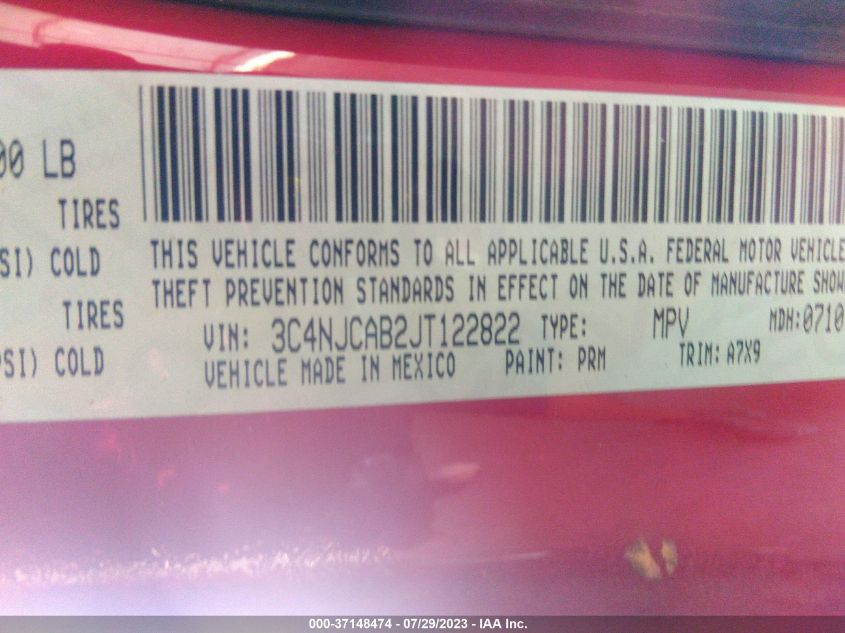 00 LB
TIRES
SI) COLD
TIRES
PSI) COLD
THIS VEHICLE CONFORMS TO ALL APPLICABLE U.S.A. FEDERAL MOTOR VEHICLE
THEFT PREVENTION STANDARDS IN EFFECT ON THE DATE OF MANUFACTURE SHOW
VIN: 3C4NJCAB2JT122822 TYPE: MPV MDH:0710
VEHICLE MADE IN MEXICO PAINT: PRM TRIM: A7X9
000-37148474 - 07/29/2023 - IAA Inc.